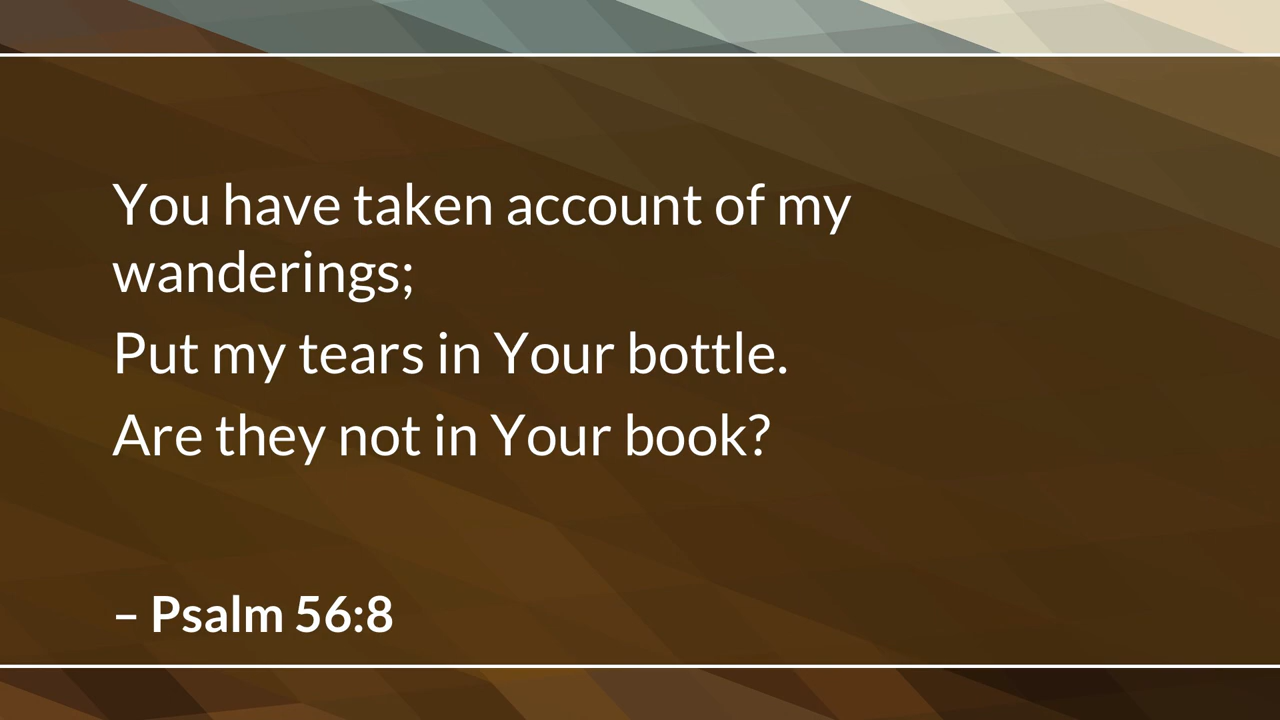 You have taken account of my
wanderings;
Put my tears in Your bottle.
Are they not in Your book?
– Psalm 56:8